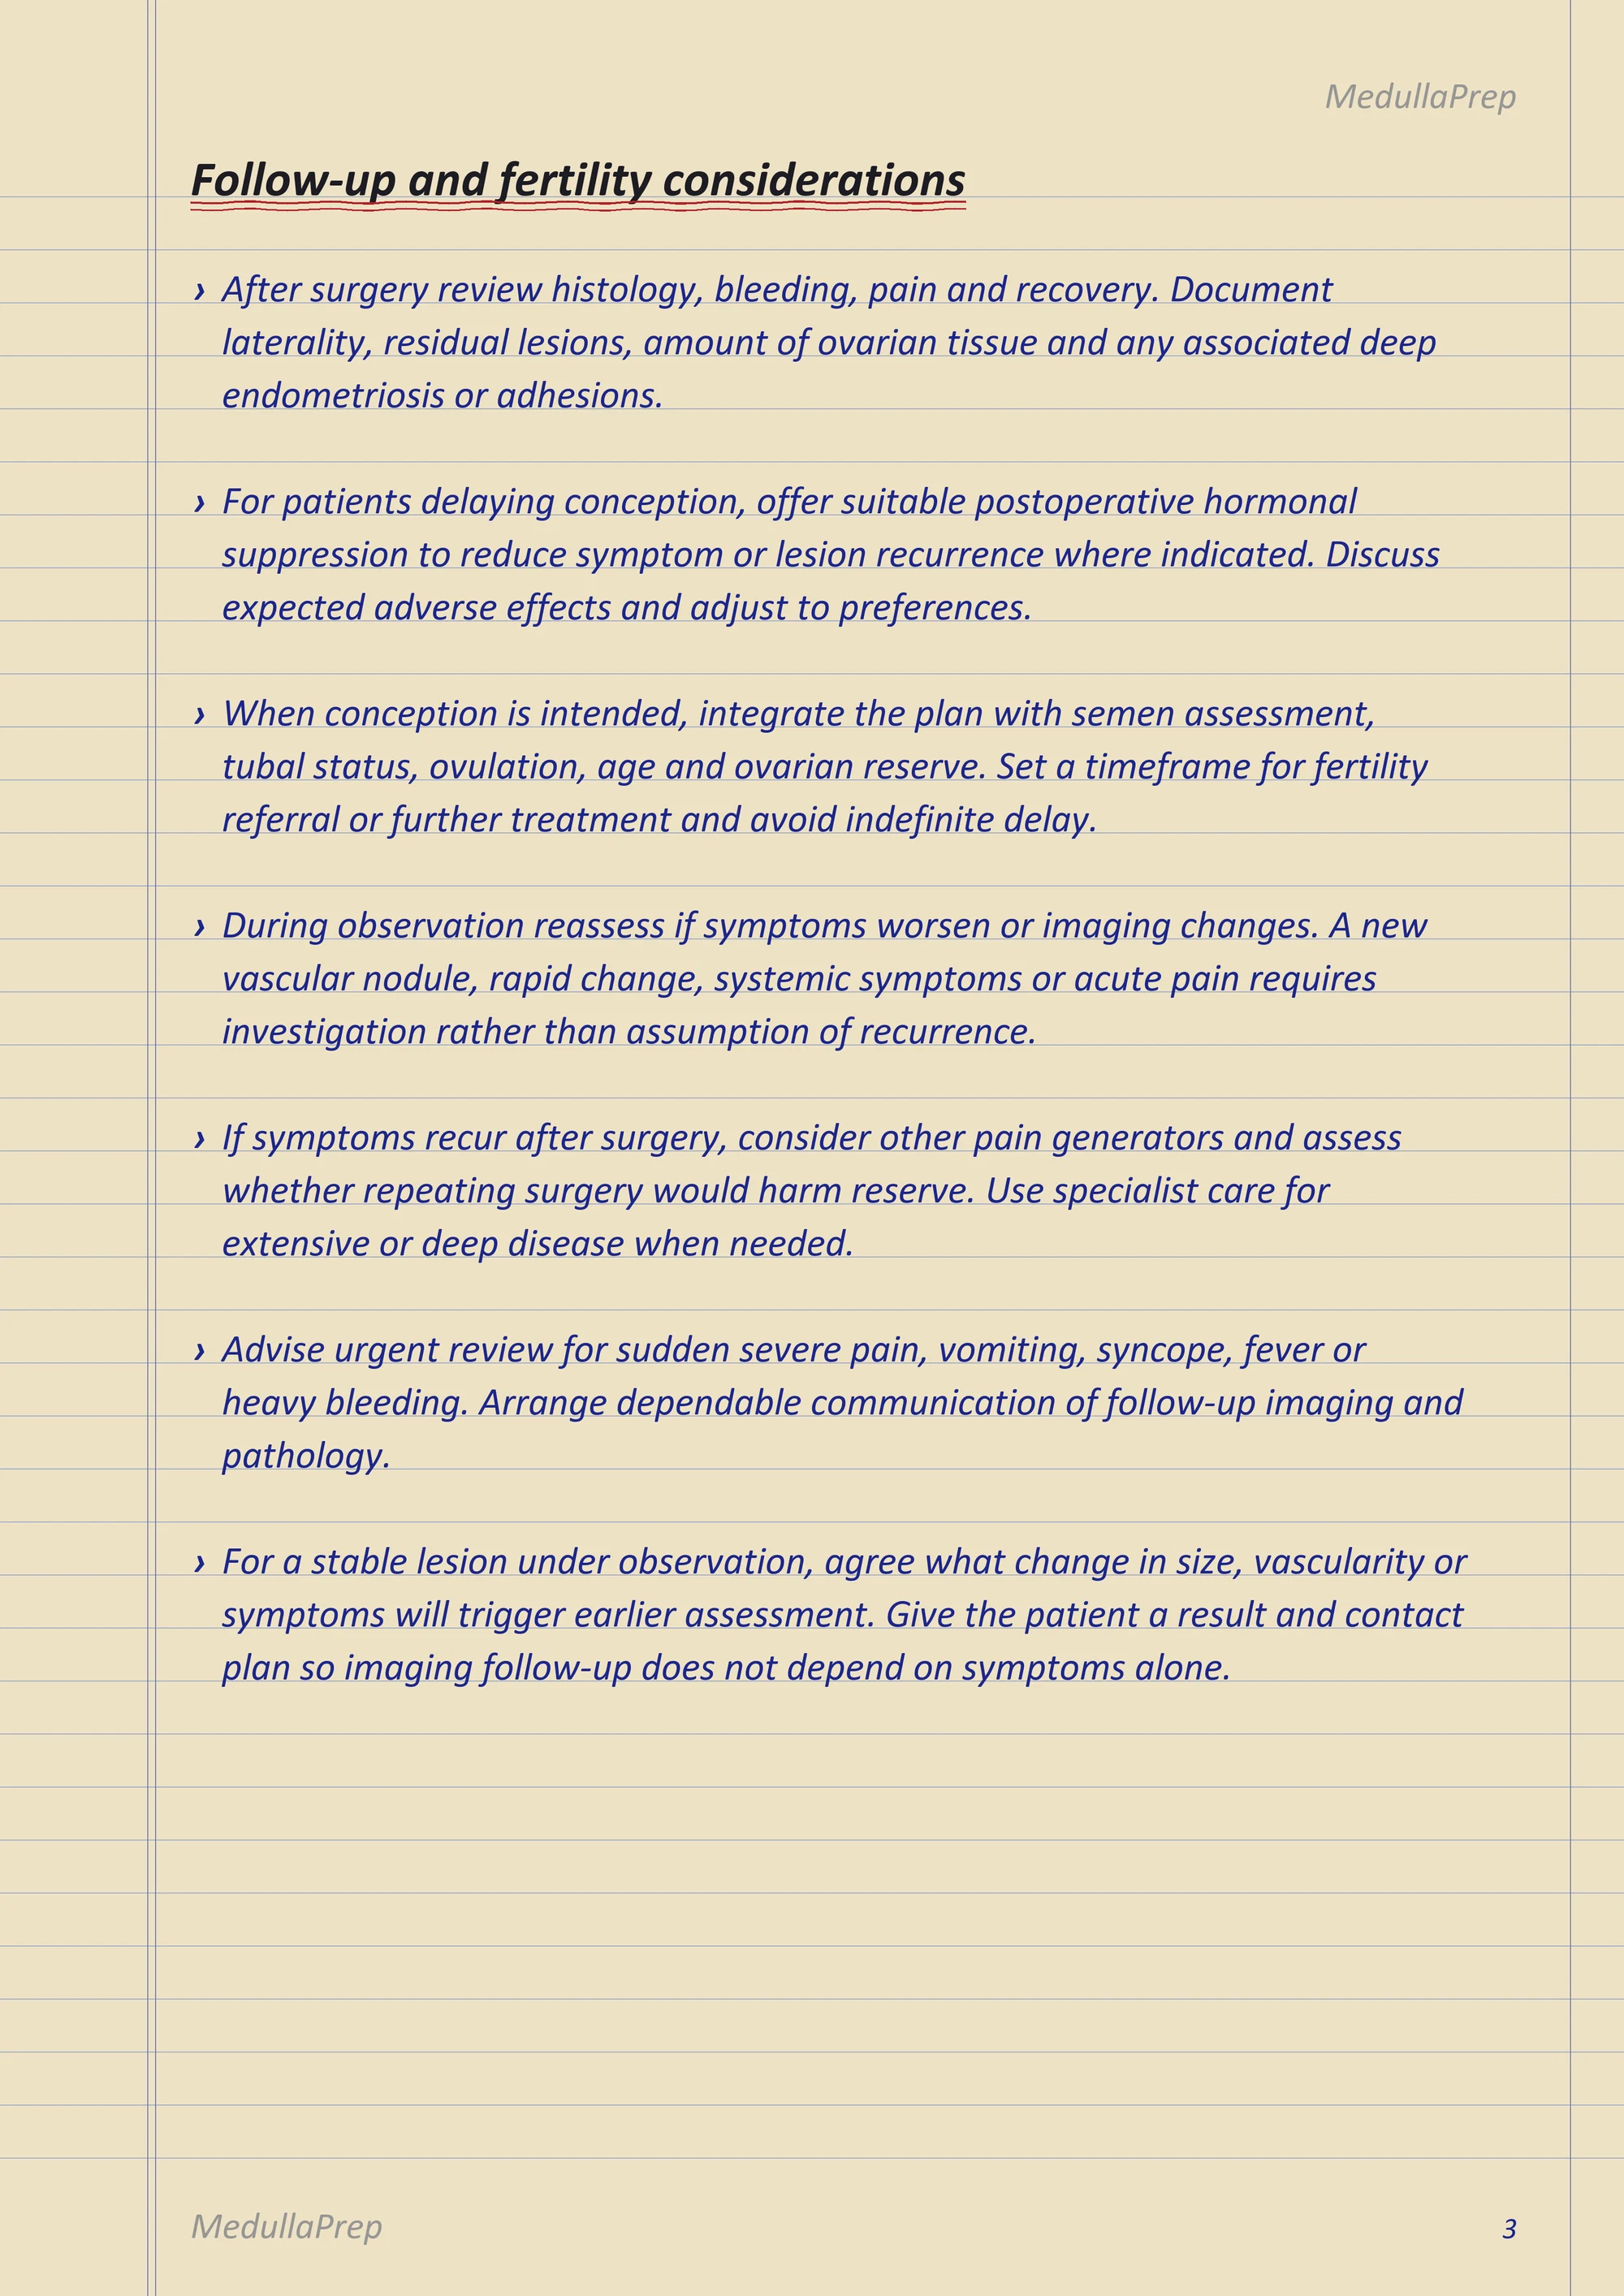 MedullaPrep
Follow-up and fertility considerations
› After surgery review histology, bleeding, pain and recovery. Document
laterality, residual lesions, amount of ovarian tissue and any associated deep
endometriosis or adhesions.
› For patients delaying conception, offer suitable postoperative hormonal
suppression to reduce symptom or lesion recurrence where indicated. Discuss
expected adverse effects and adjust to preferences.
› When conception is intended, integrate the plan with semen assessment,
tubal status, ovulation, age and ovarian reserve. Set a timeframe for fertility
referral or further treatment and avoid indefinite delay.
› During observation reassess if symptoms worsen or imaging changes. A new
vascular nodule, rapid change, systemic symptoms or acute pain requires
investigation rather than assumption of recurrence.
› If symptoms recur after surgery, consider other pain generators and assess
whether repeating surgery would harm reserve. Use specialist care for
extensive or deep disease when needed.
› Advise urgent review for sudden severe pain, vomiting, syncope, fever or
heavy bleeding. Arrange dependable communication of follow-up imaging and
pathology.
› For a stable lesion under observation, agree what change in size, vascularity or
symptoms will trigger earlier assessment. Give the patient a result and contact
plan so imaging follow-up does not depend on symptoms alone.
MedullaPrep
3